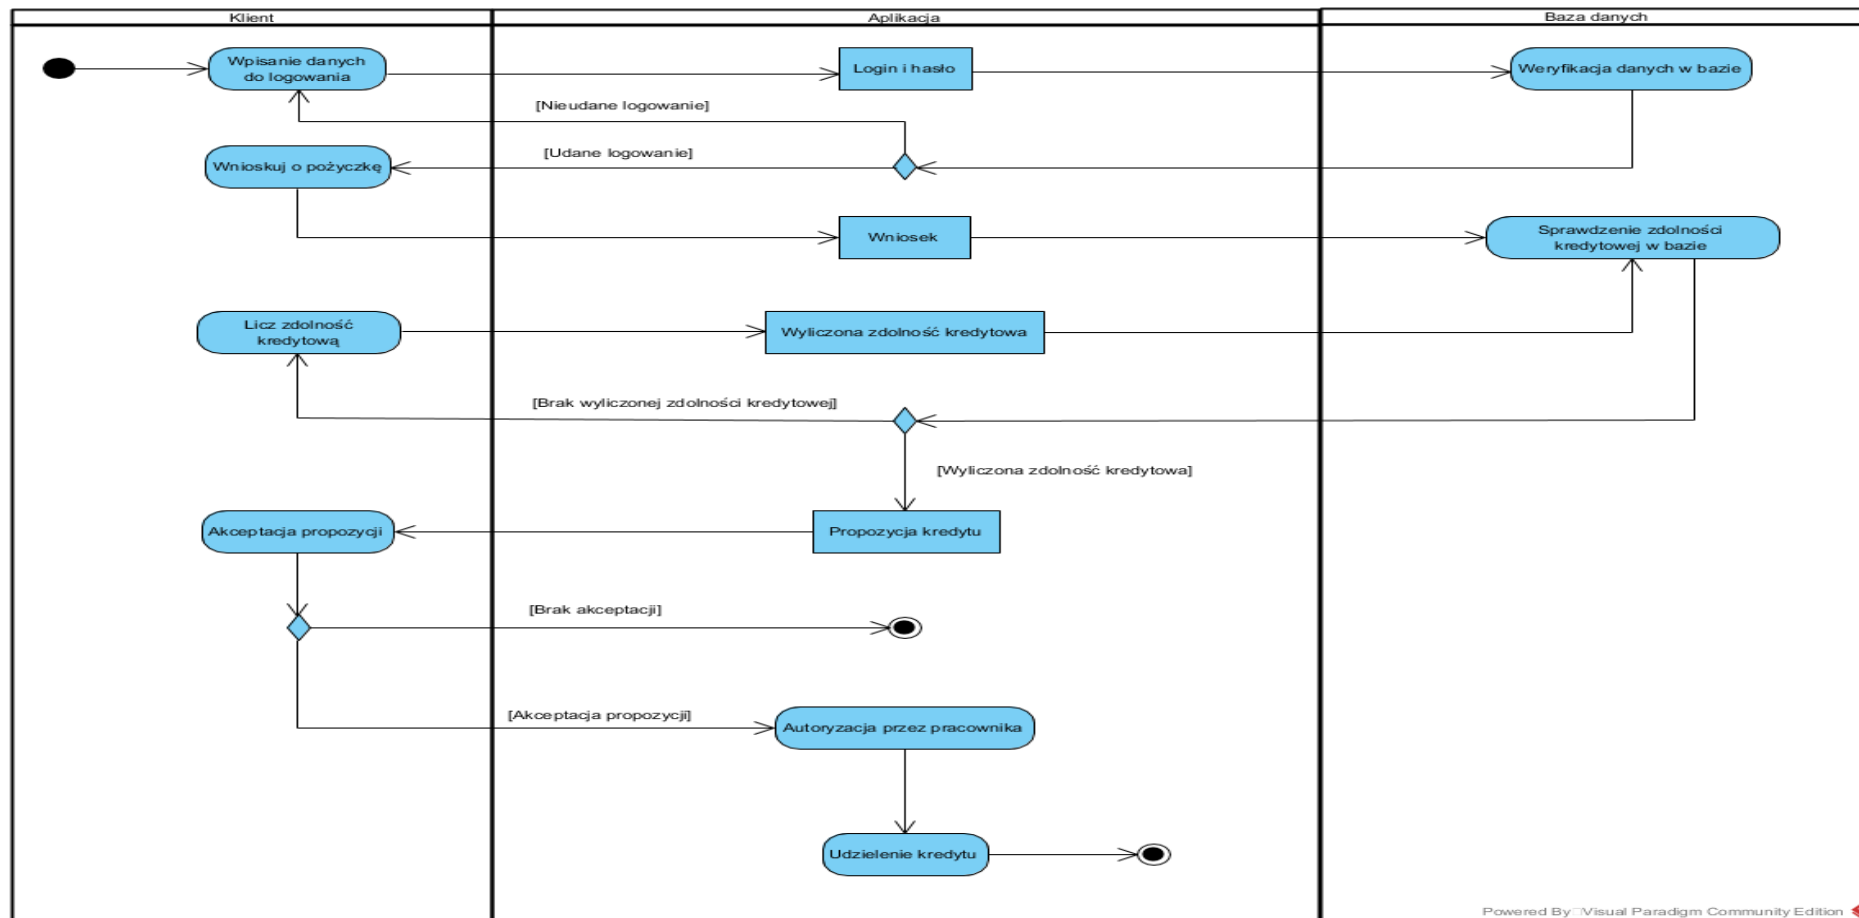 Klient
Aplikacja
Baza danych
Wpisanie danych
do logowania
Login i hasło
Weryfikacja danych w bazie
[Nieudane logowanie]
[Udane logowanie]
Wnioskuj o pożyczkę
Wniosek
Sprawdzenie zdolności
kredytowej w bazie
Licz zdolność
kredytową
Wyliczona zdolność kredytowa
[Brak wyliczonej zdolności kredytowej]
[Wyliczona zdolność kredytowa]
Akceptacja propozycji
Propozycja kredytu
[Brak akceptacji]
[Akceptacja propozycji]
Autoryzacja przez pracownika
Udzielenie kredytu
Powered By Visual Paradigm Community Edition